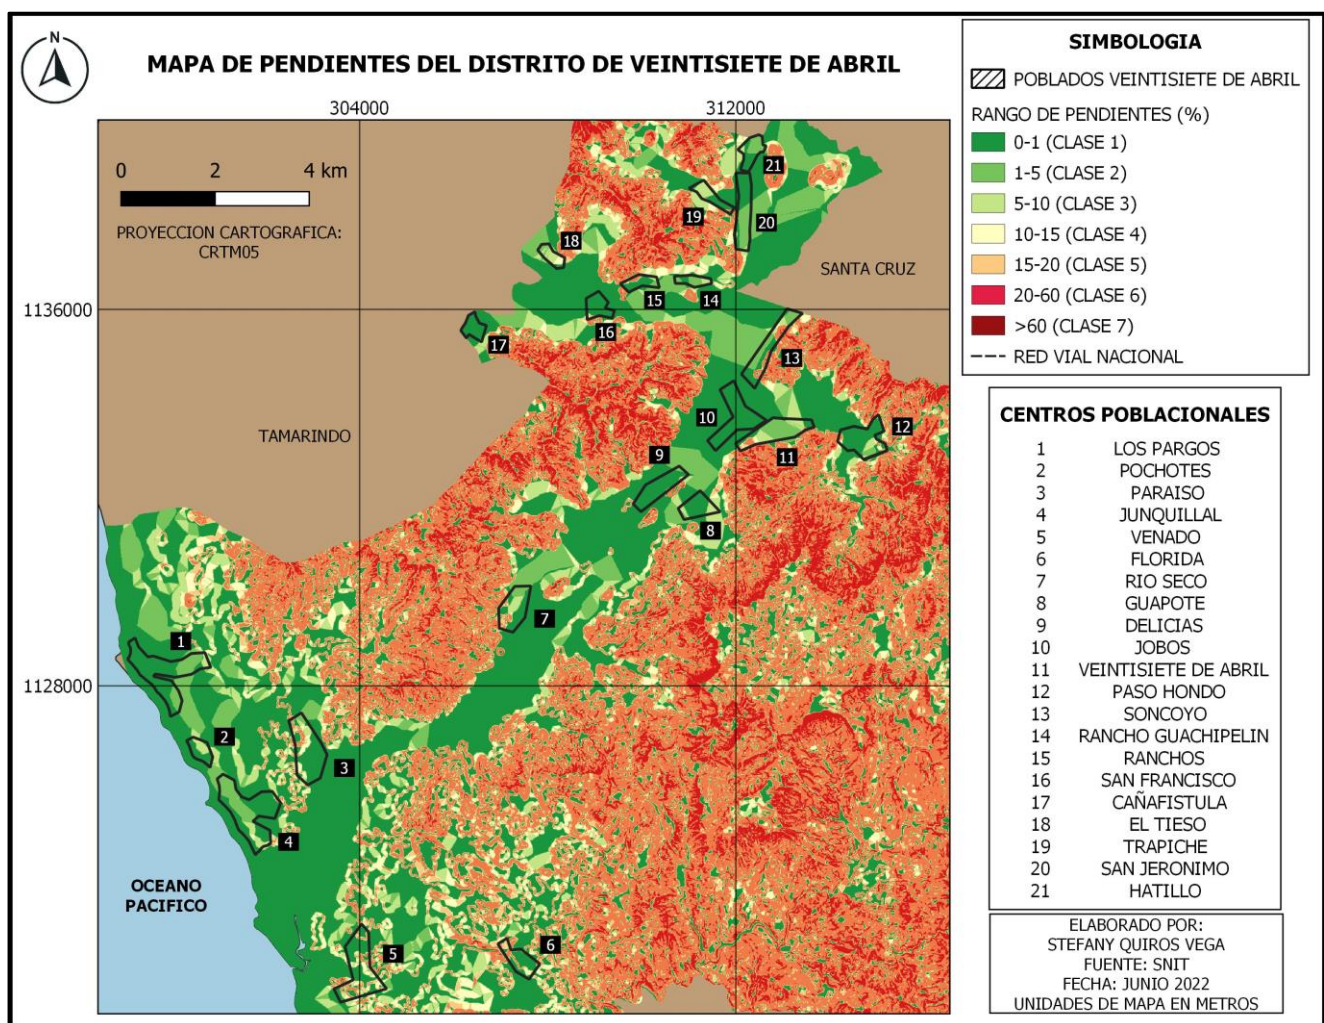 N
MAPA DE PENDIENTES DEL DISTRITO DE VEINTISIETE DE ABRIL
304000
312000
0 2 4 km
PROYECCION CARTOGRAFICA:
CRTM05
1136000
1128000
SANTA CRUZ
TAMARINDO
OCEANO
PACIFICO
21
19
20
18
15
14
16
17
13
10
12
11
9
8
7
1
2
3
4
5
6
SIMBOLOGIA
POBLADOS VEINTISIETE DE ABRIL
RANGO DE PENDIENTES (%)
0-1 (CLASE 1)
1-5 (CLASE 2)
5-10 (CLASE 3)
10-15 (CLASE 4)
15-20 (CLASE 5)
20-60 (CLASE 6)
>60 (CLASE 7)
RED VIAL NACIONAL
CENTROS POBLACIONALES
1 LOS PARGOS
2 POCHOTES
3 PARAISO
4 JUNQUILLAL
5 VENADO
6 FLORIDA
7 RIO SECO
8 GUAPOTE
9 DELICIAS
10 JOBOS
11 VEINTISIETE DE ABRIL
12 PASO HONDO
13 SONCOYO
14 RANCHO GUACHIPELIN
15 RANCHOS
16 SAN FRANCISCO
17 CAÑAFISTULA
18 EL TIESO
19 TRAPICHE
20 SAN JERONIMO
21 HATILLO
ELABORADO POR:
STEFANY QUIROS VEGA
FUENTE: SNIT
FECHA: JUNIO 2022
UNIDADES DE MAPA EN METROS